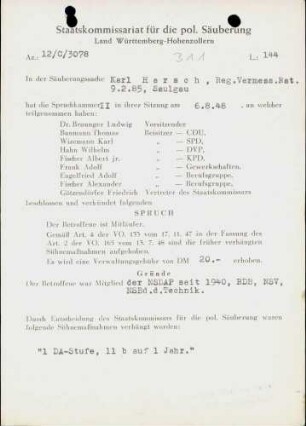 Staatskommissariat für die pol. Säuberung
Land Württemberg-Hohenzollern
Az.: 12/C/3078 311 L: 144
In der Säuberungssache Karl Harsch, Reg.Vermess.Rat.
9.2.85, Saulgau
hat die Spruchkammer II in ihrer Sitzung am 6.8.48, an welcher
teilgenommen haben:
Dr. Brauger Ludwig Vorsitzender
Baumann Thomas Beisitzer — CDU,
Wizemann Karl „ — SPD,
Hahn Wilhelm „ — DVP,
Fischer Albert jr. „ — KPD,
Frank Adolf „ — Gewerkschaften,
Engelfried Adolf „ — Berufsgruppe,
Fischer Alexander „ — Berufsgruppe,
Gützendörfer Friedrich Vertreter des Staatskommissars
beschlossen und verkündet folgenden:
SPRUCH
Der Betroffene ist Mitläufer.
Gemäß Art. 4 der VO. 133 vom 17. 11. 47 in der Fassung des
Art. 2 der VO. 165 vom 13. 7. 48 sind die früher verhängten
Sühnemaßnahmen aufgehoben.
Es wird eine Verwaltungsgebühr von DM 20.- erhoben.
Gründe
Der Betroffene war Mitglied der NSDAP seit 1940, RDB, NSV,
NSBd.d.Technik.
Durch Entscheidung des Staatskommissars für die pol. Säuberung waren
folgende Sühnemaßnahmen verhängt worden:
"1 DA-Stufe, 11 b auf 1 Jahr."